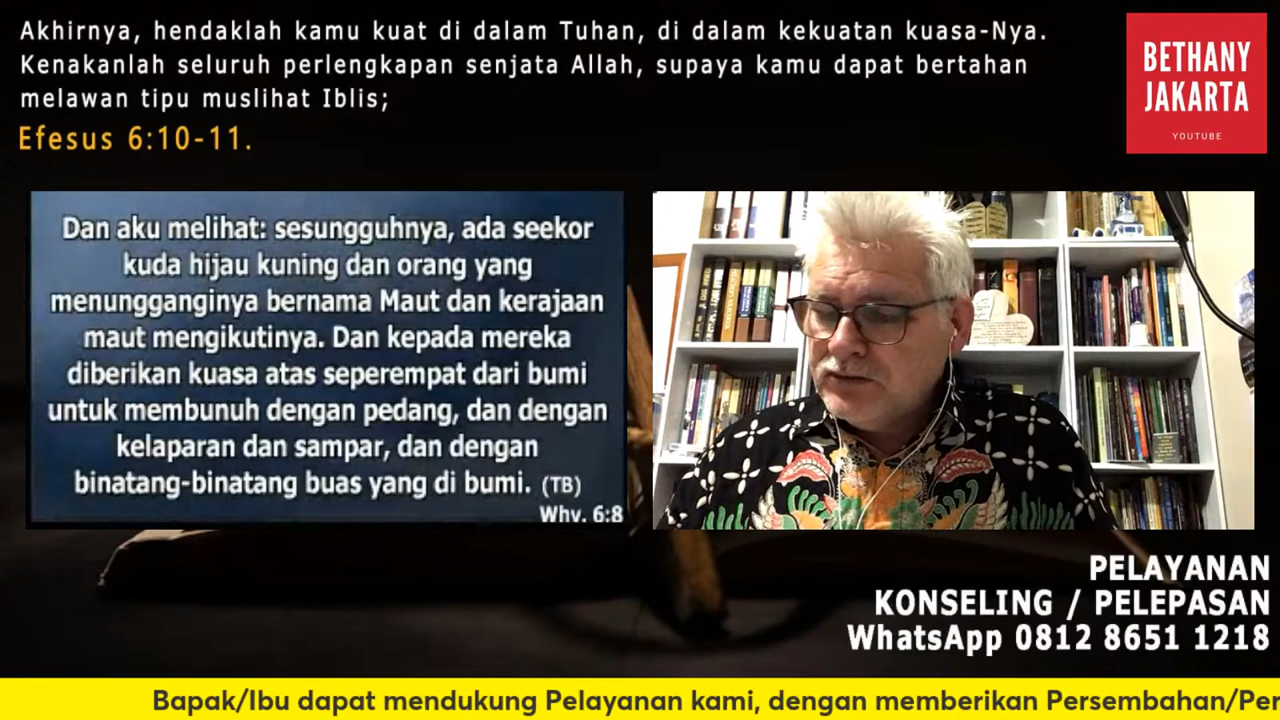 Akhirnya, hendaklah kamu kuat di dalam Tuhan, di dalam kekuatan kuasa-Nya.
Kenakanlah seluruh perlengkapan senjata Allah, supaya kamu dapat bertahan
melawan tipu muslihat Iblis;
Efesus 6:10-11.
BETHANY
JAKARTA
YOUTUBE
Dan aku melihat: sesungguhnya, ada seekor
kuda hijau kuning dan orang yang
menungganginya bernama Maut dan kerajaan
maut mengikutinya. Dan kepada mereka
diberikan kuasa atas seperempat dari bumi
untuk membunuh dengan pedang, dan dengan
kelaparan dan sampar, dan dengan
binatang-binatang buas yang di bumi. (TB)
Why. 6:8
PELAYANAN
KONSELING / PELEPASAN
WhatsApp 0812 8651 1218
Bapak/Ibu dapat mendukung Pelayanan kami, dengan memberikan Persembahan/Per